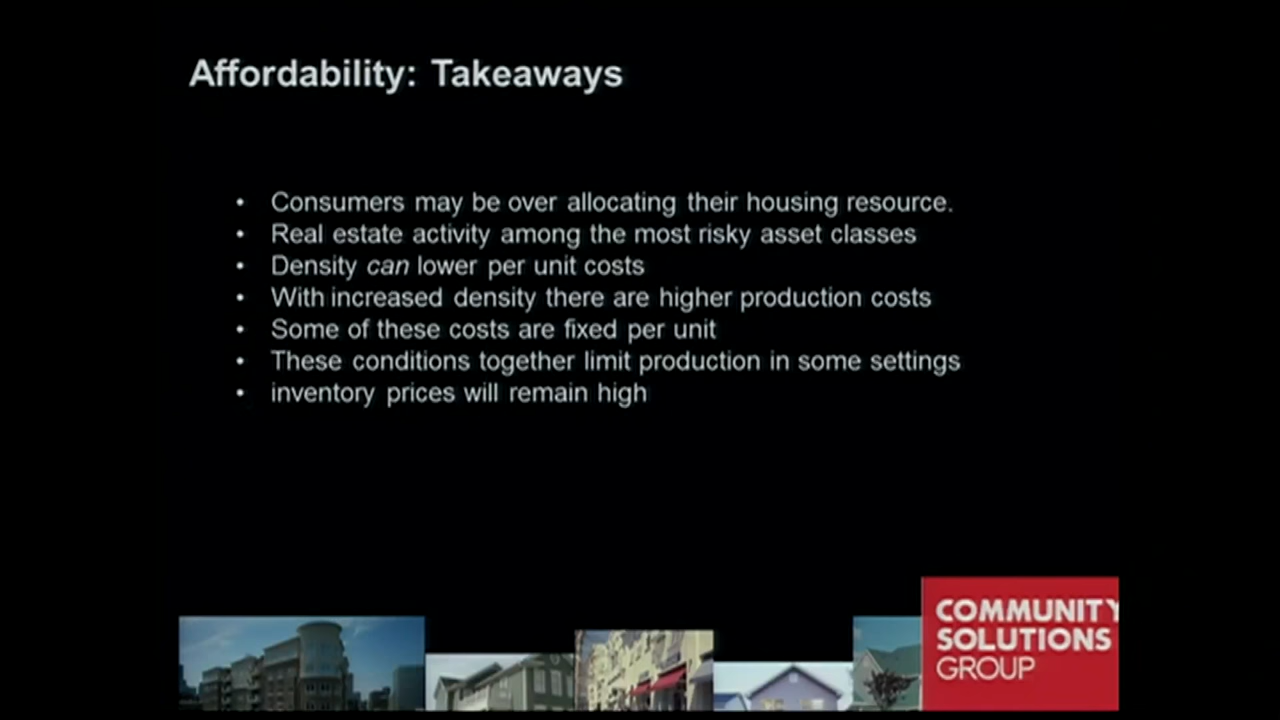 Affordability: Takeaways
• Consumers may be over allocating their housing resource.
• Real estate activity among the most risky asset classes
• Density can lower per unit costs
• With increased density there are higher production costs
• Some of these costs are fixed per unit
• These conditions together limit production in some settings
• inventory prices will remain high
COMMUNITY
SOLUTIONS
GROUP